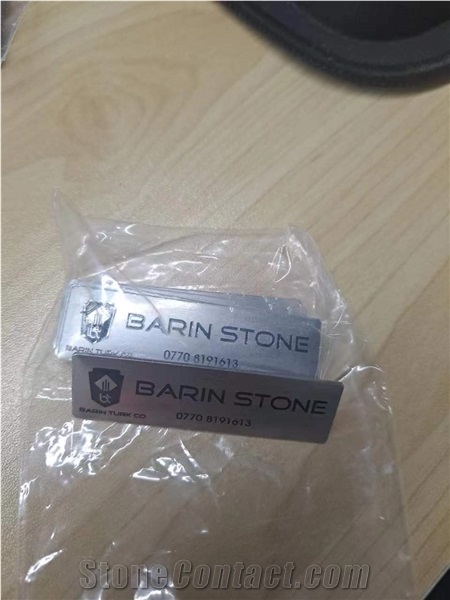 BARIN STONE
BARIN TURK CO
0770 8191613
BARIN STONE
BARIN TURK CO
0770 8191613
StoneContact.com